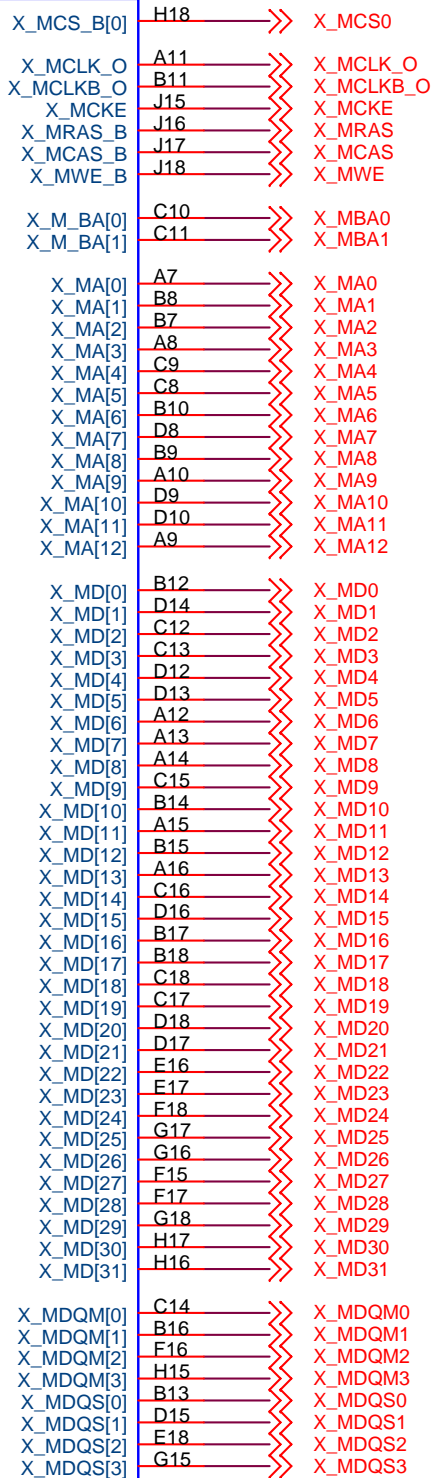 X_MCS_B[0] H18 X_MCS0
X_MCLK_O A11 X_MCLK_O
X_MCLKB_O B11 X_MCLKB_O
X_MCKE J15 X_MCKE
X_MRAS_B J16 X_MRAS
X_MCAS_B J17 X_MCAS
X_MWE_B J18 X_MWE
X_M_BA[0] C10 X_MBA0
X_M_BA[1] C11 X_MBA1
X_MA[0] A7 X_MA0
X_MA[1] B8 X_MA1
X_MA[2] B7 X_MA2
X_MA[3] A8 X_MA3
X_MA[4] C9 X_MA4
X_MA[5] C8 X_MA5
X_MA[6] B10 X_MA6
X_MA[7] D8 X_MA7
X_MA[8] B9 X_MA8
X_MA[9] A10 X_MA9
X_MA[10] D9 X_MA10
X_MA[11] D10 X_MA11
X_MA[12] A9 X_MA12
X_MD[0] B12 X_MD0
X_MD[1] D14 X_MD1
X_MD[2] C12 X_MD2
X_MD[3] C13 X_MD3
X_MD[4] D12 X_MD4
X_MD[5] D13 X_MD5
X_MD[6] A12 X_MD6
X_MD[7] A13 X_MD7
X_MD[8] A14 X_MD8
X_MD[9] C15 X_MD9
X_MD[10] B14 X_MD10
X_MD[11] A15 X_MD11
X_MD[12] B15 X_MD12
X_MD[13] A16 X_MD13
X_MD[14] C16 X_MD14
X_MD[15] D16 X_MD15
X_MD[16] B17 X_MD16
X_MD[17] B18 X_MD17
X_MD[18] C18 X_MD18
X_MD[19] C17 X_MD19
X_MD[20] D18 X_MD20
X_MD[21] D17 X_MD21
X_MD[22] E16 X_MD22
X_MD[23] E17 X_MD23
X_MD[24] F18 X_MD24
X_MD[25] G17 X_MD25
X_MD[26] G16 X_MD26
X_MD[27] F15 X_MD27
X_MD[28] F17 X_MD28
X_MD[29] G18 X_MD29
X_MD[30] H17 X_MD30
X_MD[31] H16 X_MD31
X_MDQM[0] C14 X_MDQM0
X_MDQM[1] B16 X_MDQM1
X_MDQM[2] F16 X_MDQM2
X_MDQM[3] H15 X_MDQM3
X_MDQS[0] B13 X_MDQS0
X_MDQS[1] D15 X_MDQS1
X_MDQS[2] E18 X_MDQS2
X_MDQS[3] G15 X_MDQS3